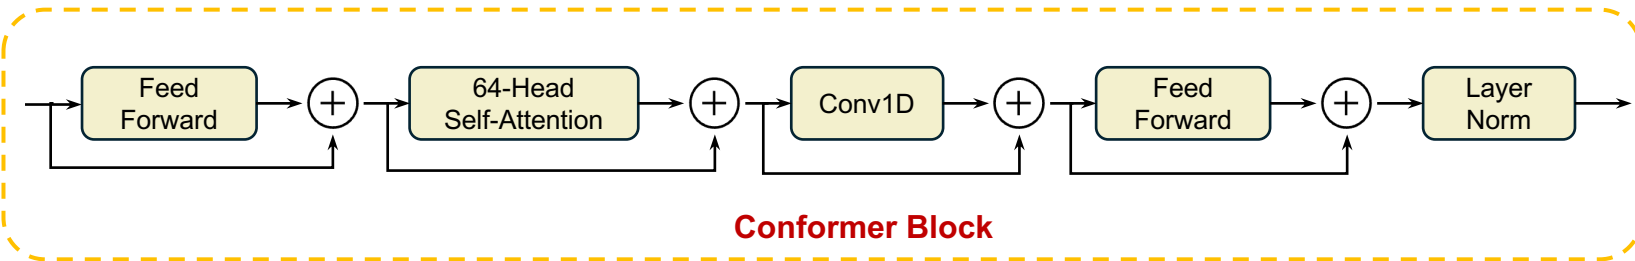 Feed
Forward
64-Head
Self-Attention
Conv1D
Feed
Forward
Layer
Norm
Conformer Block